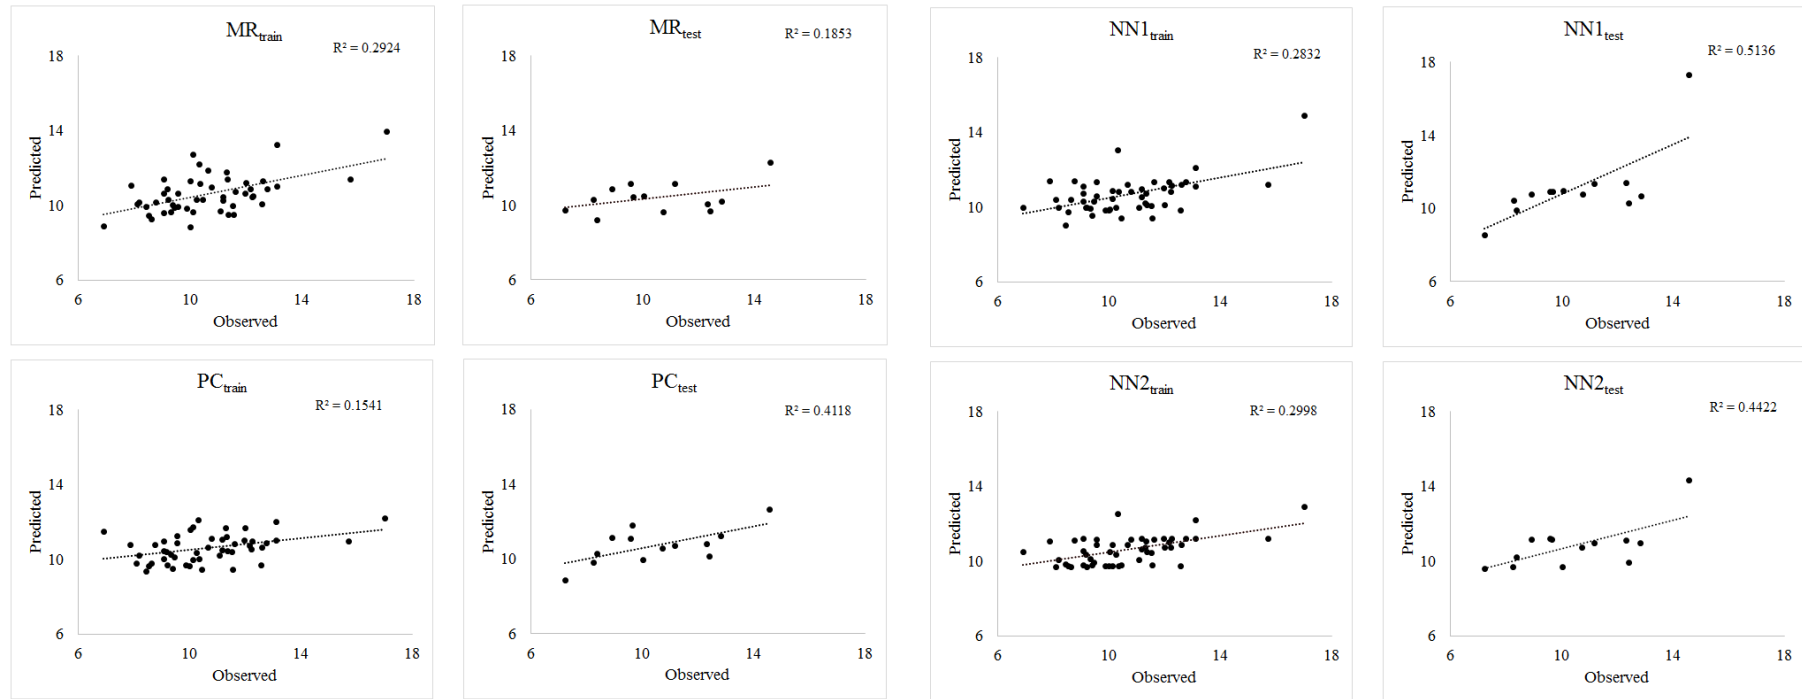 MRtrain
R² = 0.2924
18
14
10
6
Predicted
6 10 14 18
Observed
MRtest
R² = 0.1853
18
14
10
6
Predicted
6 10 14 18
Observed
NN1train
R² = 0.2832
18
14
10
6
Predicted
6 10 14 18
Observed
NN1test
R² = 0.5136
18
14
10
6
Predicted
6 10 14 18
Observed
PCtrain
R² = 0.1541
18
14
10
6
Predicted
6 10 14 18
Observed
PCtest
R² = 0.4118
18
14
10
6
Predicted
6 10 14 18
Observed
NN2train
R² = 0.2998
18
14
10
6
Predicted
6 10 14 18
Observed
NN2test
R² = 0.4422
18
14
10
6
Predicted
6 10 14 18
Observed